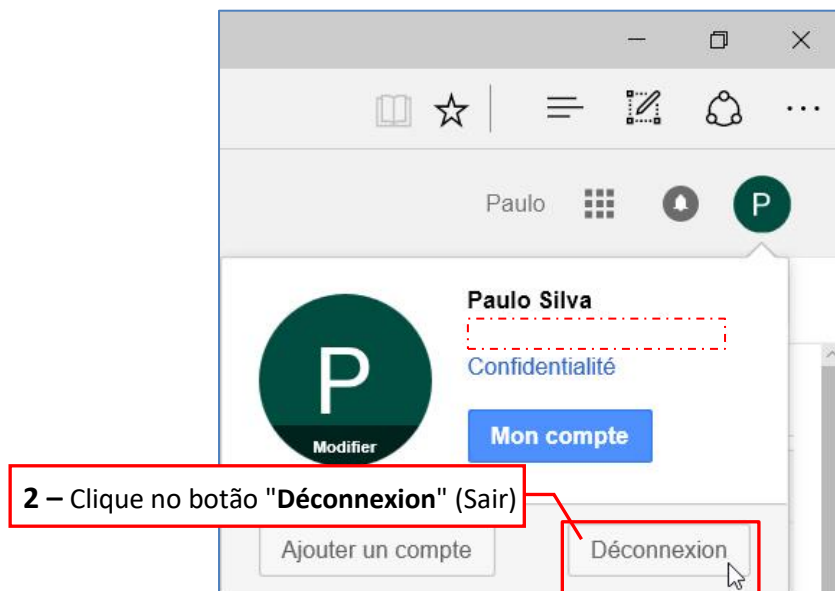 Paulo
P
Paulo Silva
P
Confidentialité
Mon compte
Modifier
2 – Clique no botão "Déconnexion" (Sair)
Ajouter un compte
Déconnexion